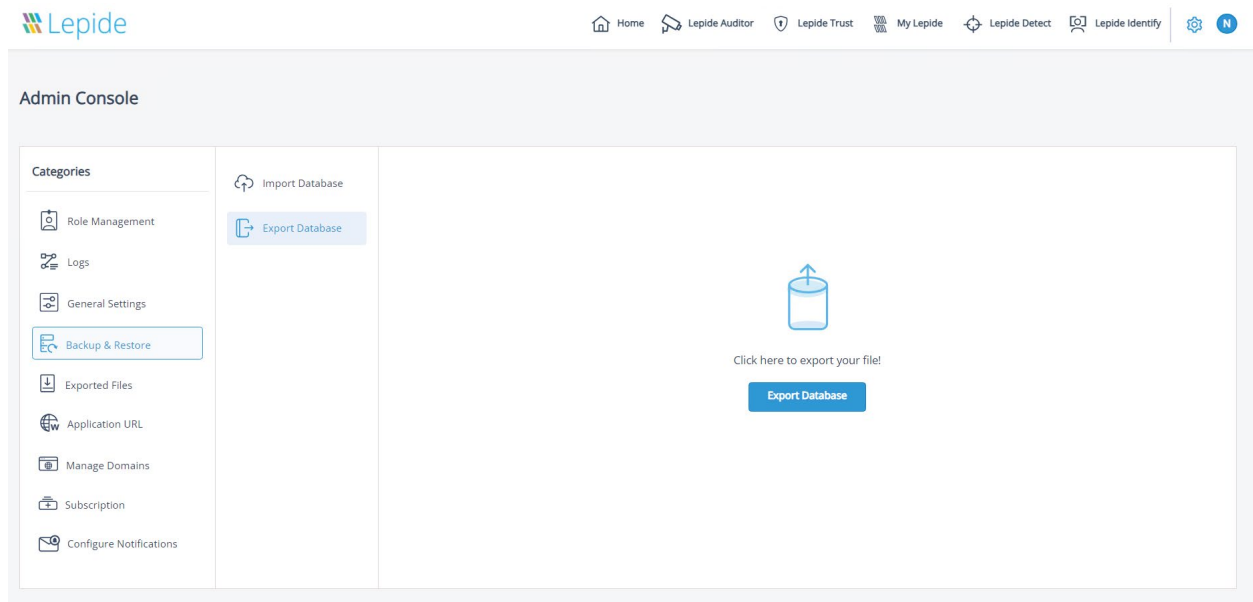 Lepide
Home Lepide Auditor Lepide Trust My Lepide Lepide Detect Lepide Identify N
Admin Console
Categories
Role Management
Logs
General Settings
Backup & Restore
Exported Files
Application URL
Manage Domains
Subscription
Configure Notifications
Import Database
Export Database
Click here to export your file!
Export Database